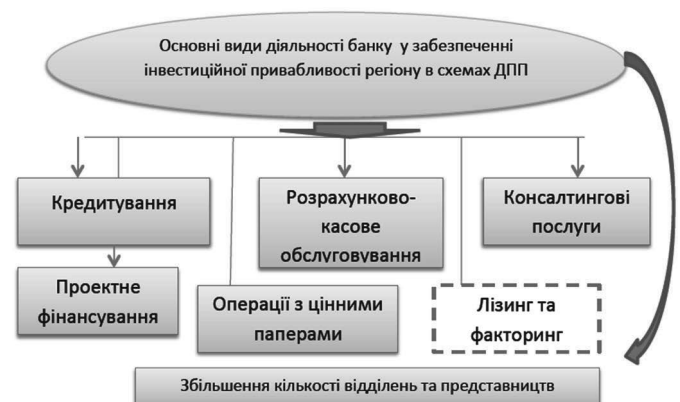 Основні види діяльності банку у забезпеченні
інвестиційної привабливості регіону в схемах ДПП
Кредитування
Розрахунково-
касове
обслуговування
Консалтингові
послуги
Проектне
фінансування
Операції з цінними
паперами
Лізинг та
факторинг
Збільшення кількості відділень та представництв